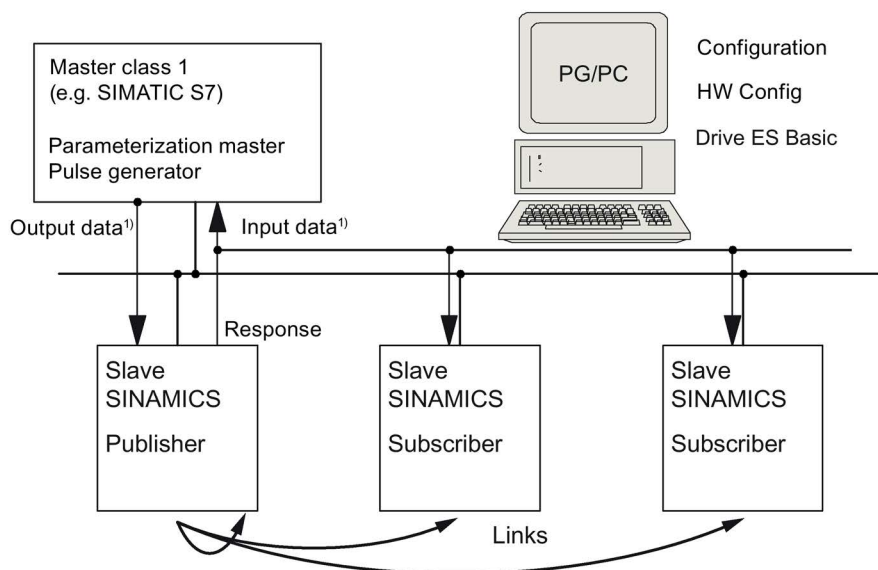 Master class 1
(e.g. SIMATIC S7)
Parameterization master
Pulse generator
PG/PC
Configuration
HW Config
Drive ES Basic
Output data¹⁾
Input data¹⁾
Response
Slave
SINAMICS
Publisher
Slave
SINAMICS
Subscriber
Slave
SINAMICS
Subscriber
Links